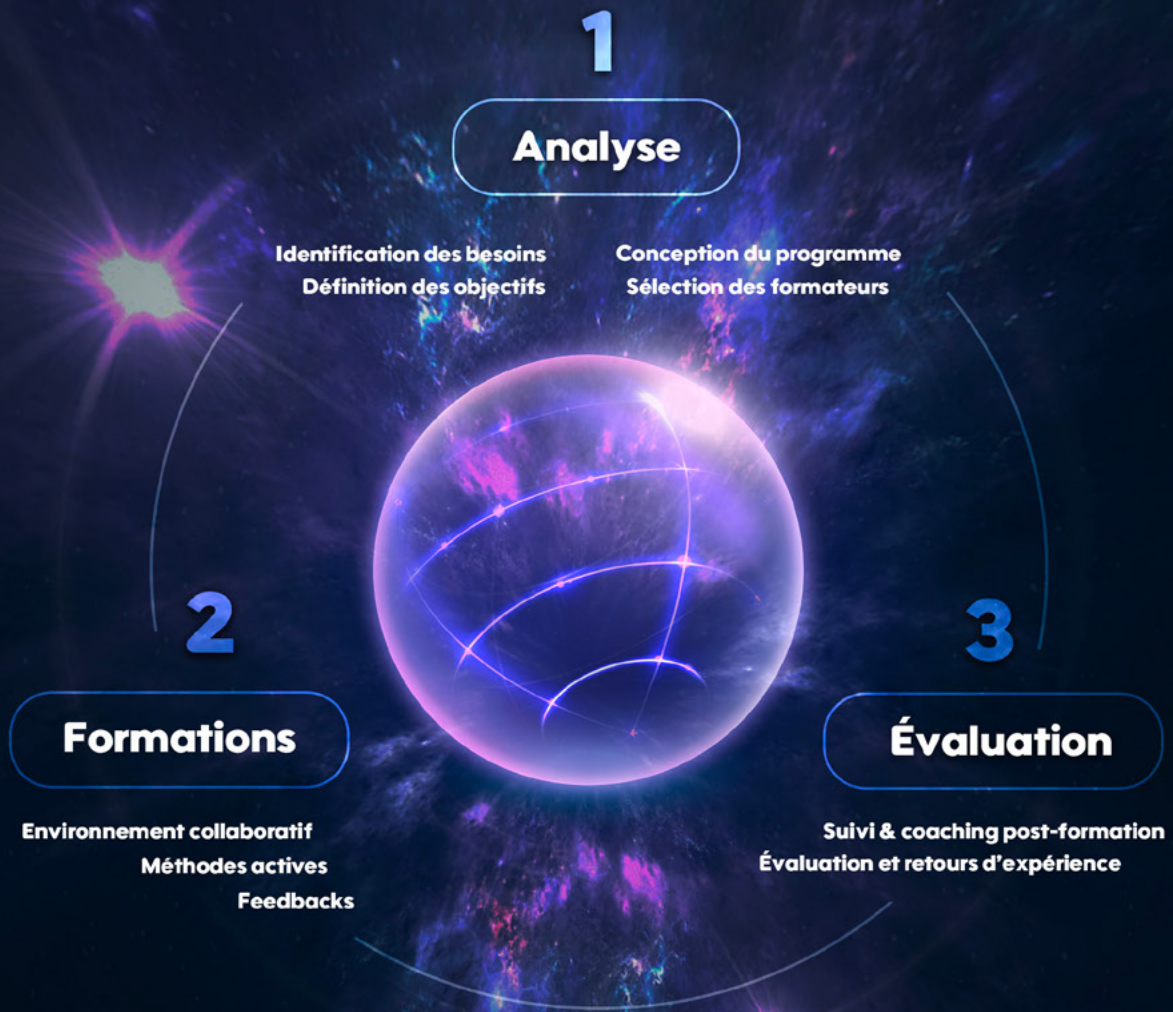 1
Analyse
Identification des besoins
Définition des objectifs
Conception du programme
Sélection des formateurs
2
Formations
Environnement collaboratif
Méthodes actives
Feedbacks
3
Évaluation
Suivi & coaching post-formation
Évaluation et retours d’expérience